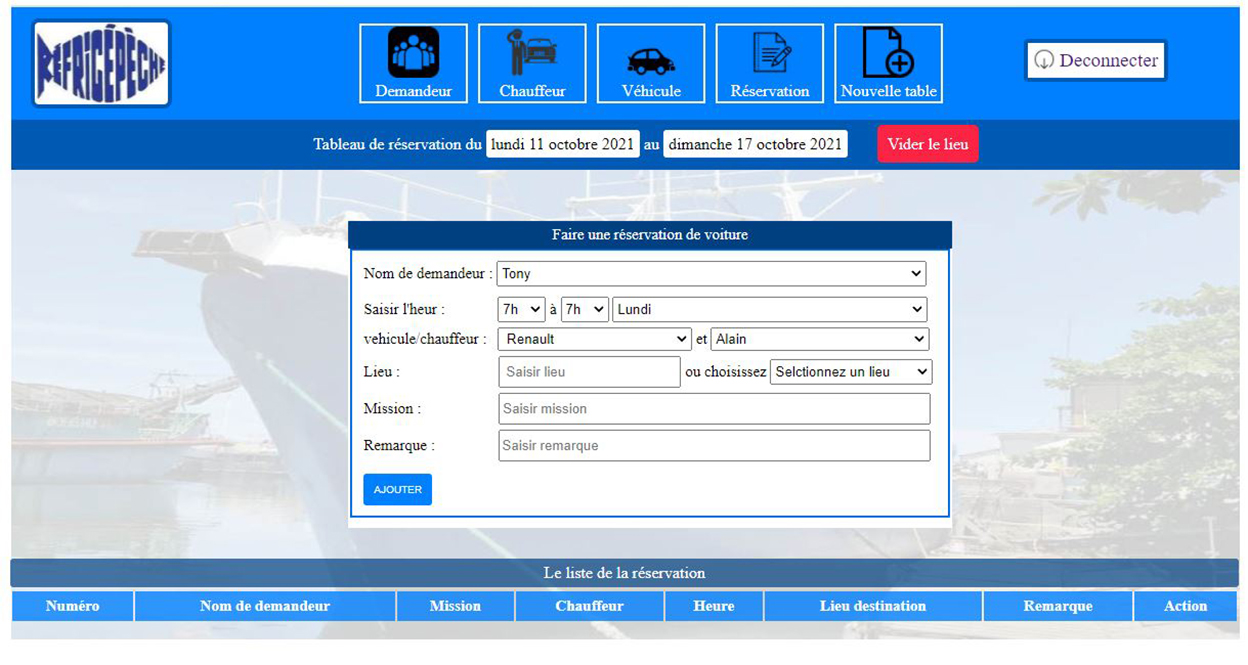 RÉFRIGÉPÊCHE
Demandeur Chauffeur Véhicule Réservation Nouvelle table
Deconnecter
Tableau de réservation du lundi 11 octobre 2021 au dimanche 17 octobre 2021 Vider le lieu
Faire une réservation de voiture
Nom de demandeur : Tony
Saisir l'heur : 7h à 7h Lundi
vehicule/chauffeur : Renault et Alain
Lieu : Saisir lieu ou choisissez Selctionnez un lieu
Mission : Saisir mission
Remarque : Saisir remarque
AJOUTER
Le liste de la réservation
Numéro Nom de demandeur Mission Chauffeur Heure Lieu destination Remarque Action